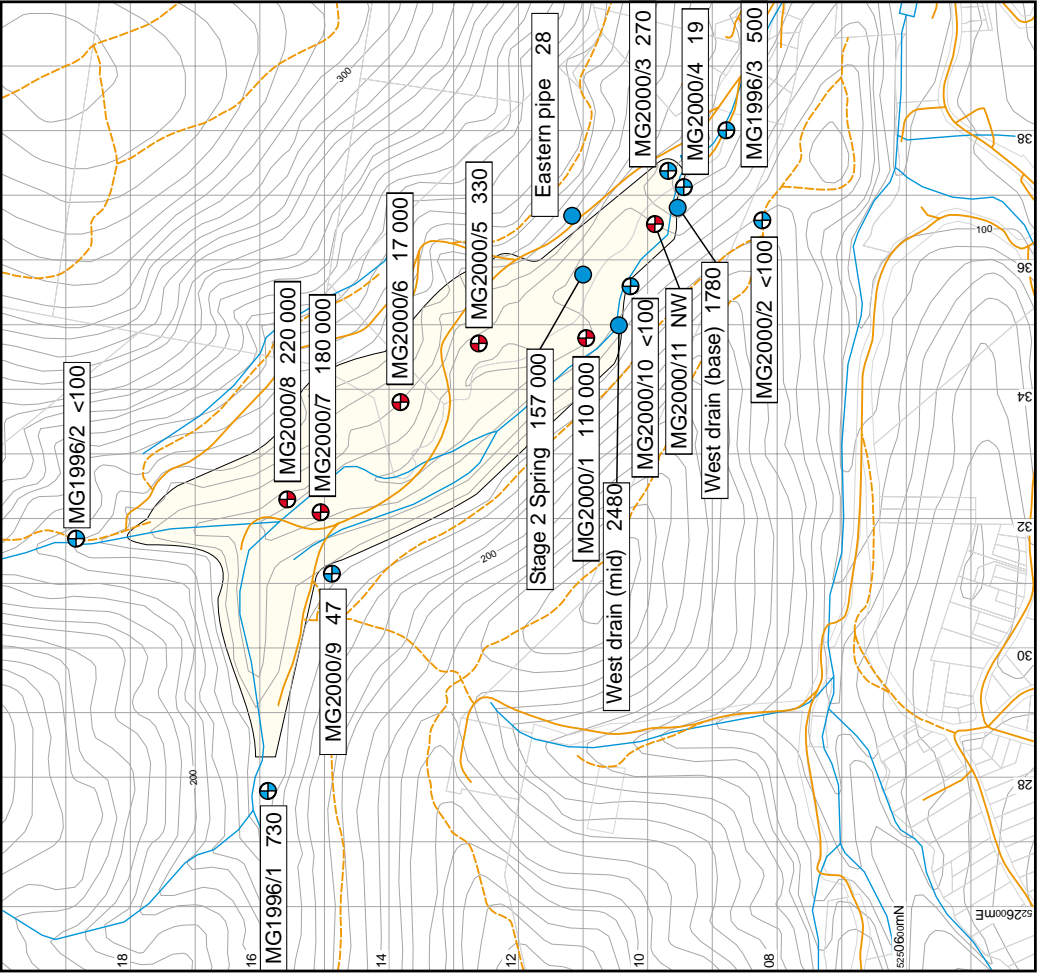 MG1996/2 <100
MG2000/8 220 000
MG2000/7 180 000
MG2000/6 17 000
MG2000/5 330
Eastern pipe 28
MG2000/3 270
MG2000/4 19
MG1996/3 500
MG1996/1 730
MG2000/9 47
Stage 2 Spring 157 000
MG2000/1 110 000
West drain (mid) 2480
MG2000/10 <100
MG2000/11 NW
West drain (base) 1780
MG2000/2 <100
300
200
200
100
18
16
14
12
10
08
525⁰600mN
522600mE
28
30
32
34
36
38